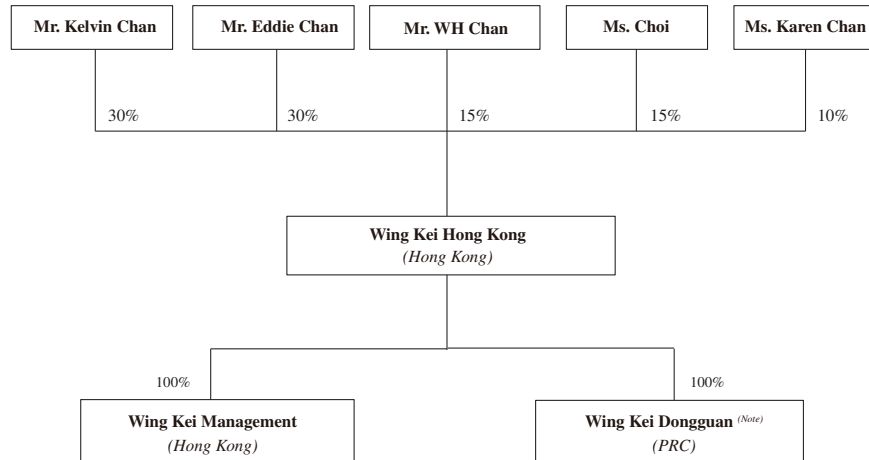 Mr. Kelvin Chan
Mr. Eddie Chan
Mr. WH Chan
Ms. Choi
Ms. Karen Chan
30%
30%
15%
15%
10%
Wing Kei Hong Kong
(Hong Kong)
100%
100%
Wing Kei Management
(Hong Kong)
Wing Kei Dongguan (Note)
(PRC)